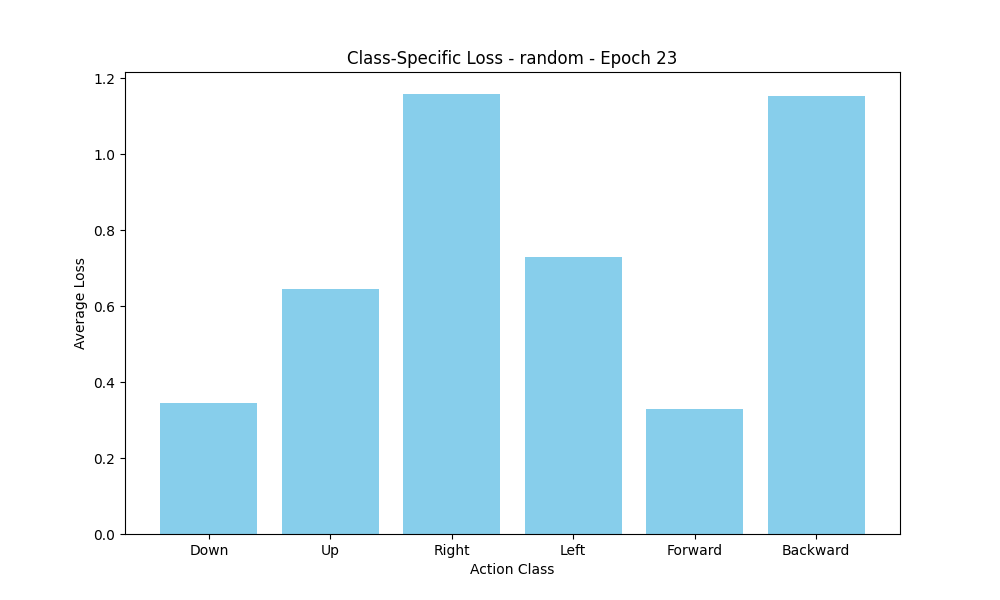 Class-Specific Loss - random - Epoch 23
Average Loss
1.2
1.0
0.8
0.6
0.4
0.2
0.0
Down Up Right Left Forward Backward
Action Class